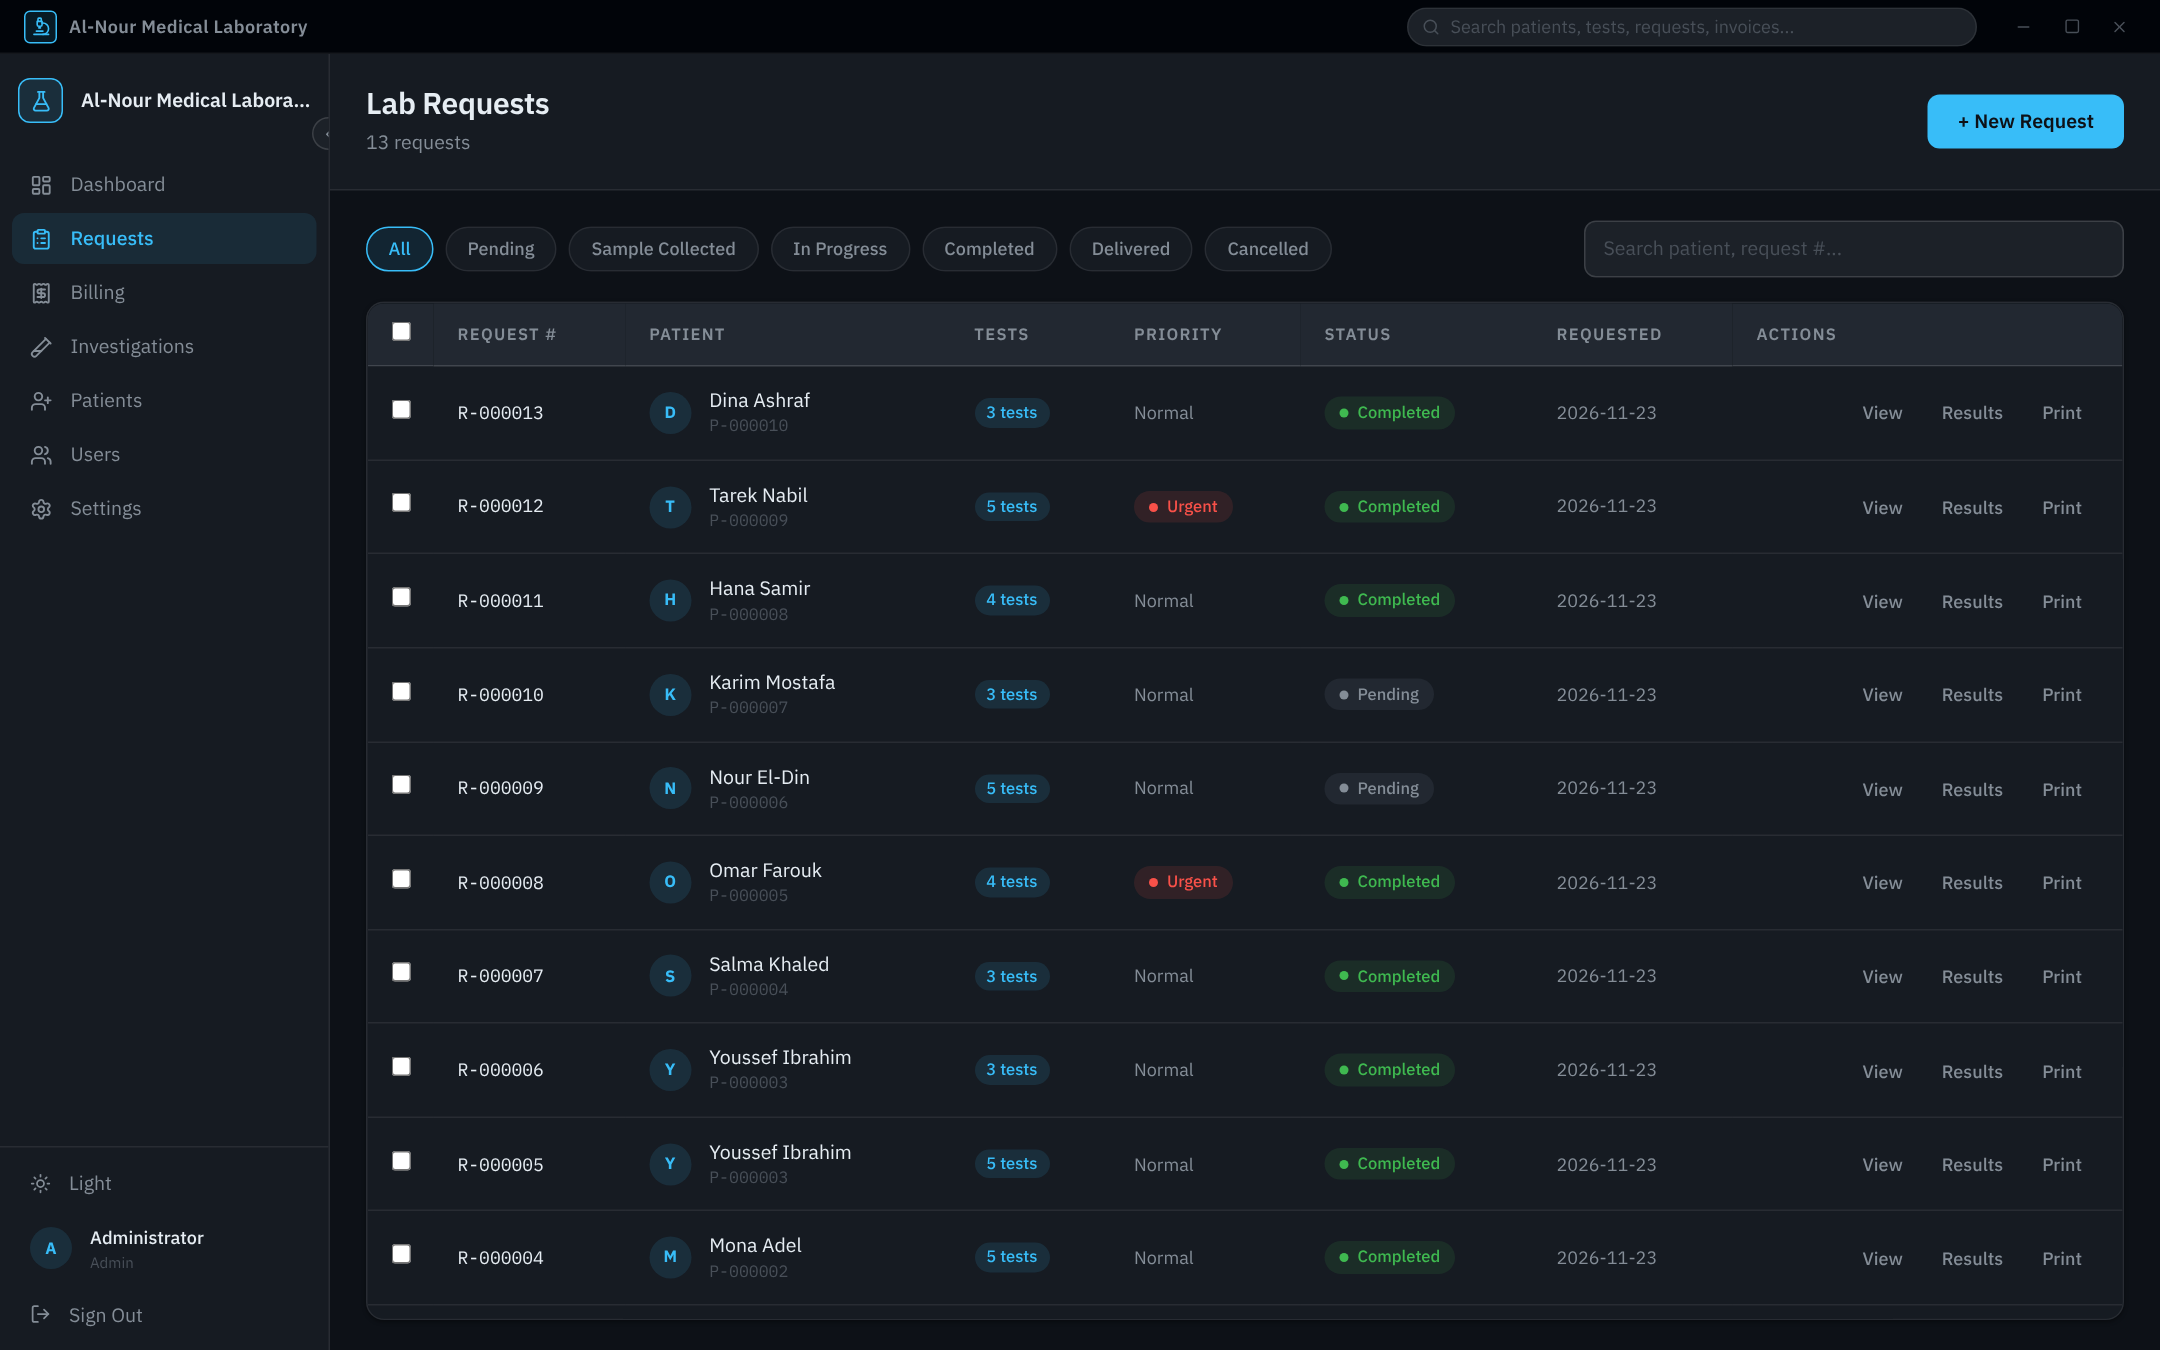 Al-Nour Medical Laboratory
Search patients, tests, requests, invoices...
Al-Nour Medical Labora...
Dashboard
Requests
Billing
Investigations
Patients
Users
Settings
Light
A
Administrator
Admin
Sign Out
Lab Requests
13 requests
+ New Request
All
Pending
Sample Collected
In Progress
Completed
Delivered
Cancelled
Search patient, request #...
REQUEST # PATIENT TESTS PRIORITY STATUS REQUESTED ACTIONS
R-000013 D Dina Ashraf P-000010 3 tests Normal Completed 2026-11-23 View Results Print
R-000012 T Tarek Nabil P-000009 5 tests Urgent Completed 2026-11-23 View Results Print
R-000011 H Hana Samir P-000008 4 tests Normal Completed 2026-11-23 View Results Print
R-000010 K Karim Mostafa P-000007 3 tests Normal Pending 2026-11-23 View Results Print
R-000009 N Nour El-Din P-000006 5 tests Normal Pending 2026-11-23 View Results Print
R-000008 O Omar Farouk P-000005 4 tests Urgent Completed 2026-11-23 View Results Print
R-000007 S Salma Khaled P-000004 3 tests Normal Completed 2026-11-23 View Results Print
R-000006 Y Youssef Ibrahim P-000003 3 tests Normal Completed 2026-11-23 View Results Print
R-000005 Y Youssef Ibrahim P-000003 5 tests Normal Completed 2026-11-23 View Results Print
R-000004 M Mona Adel P-000002 5 tests Normal Completed 2026-11-23 View Results Print